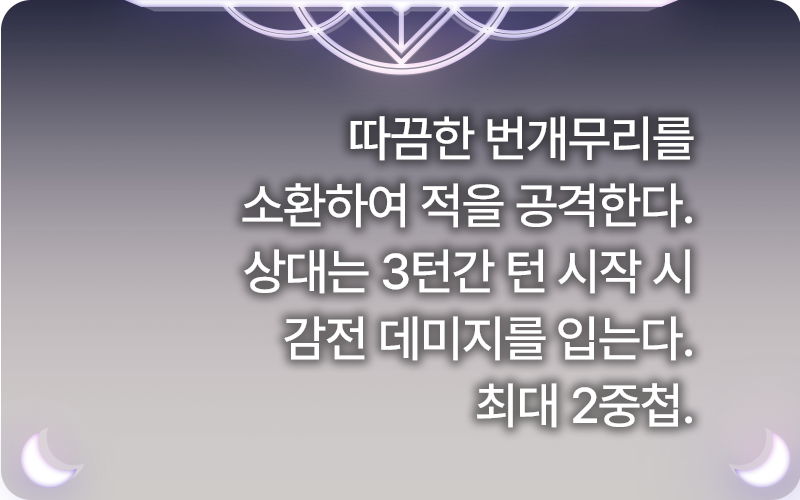 따끔한 번개무리를
소환하여 적을 공격한다.
상대는 3턴간 턴 시작 시
감전 데미지를 입는다.
최대 2중첩.